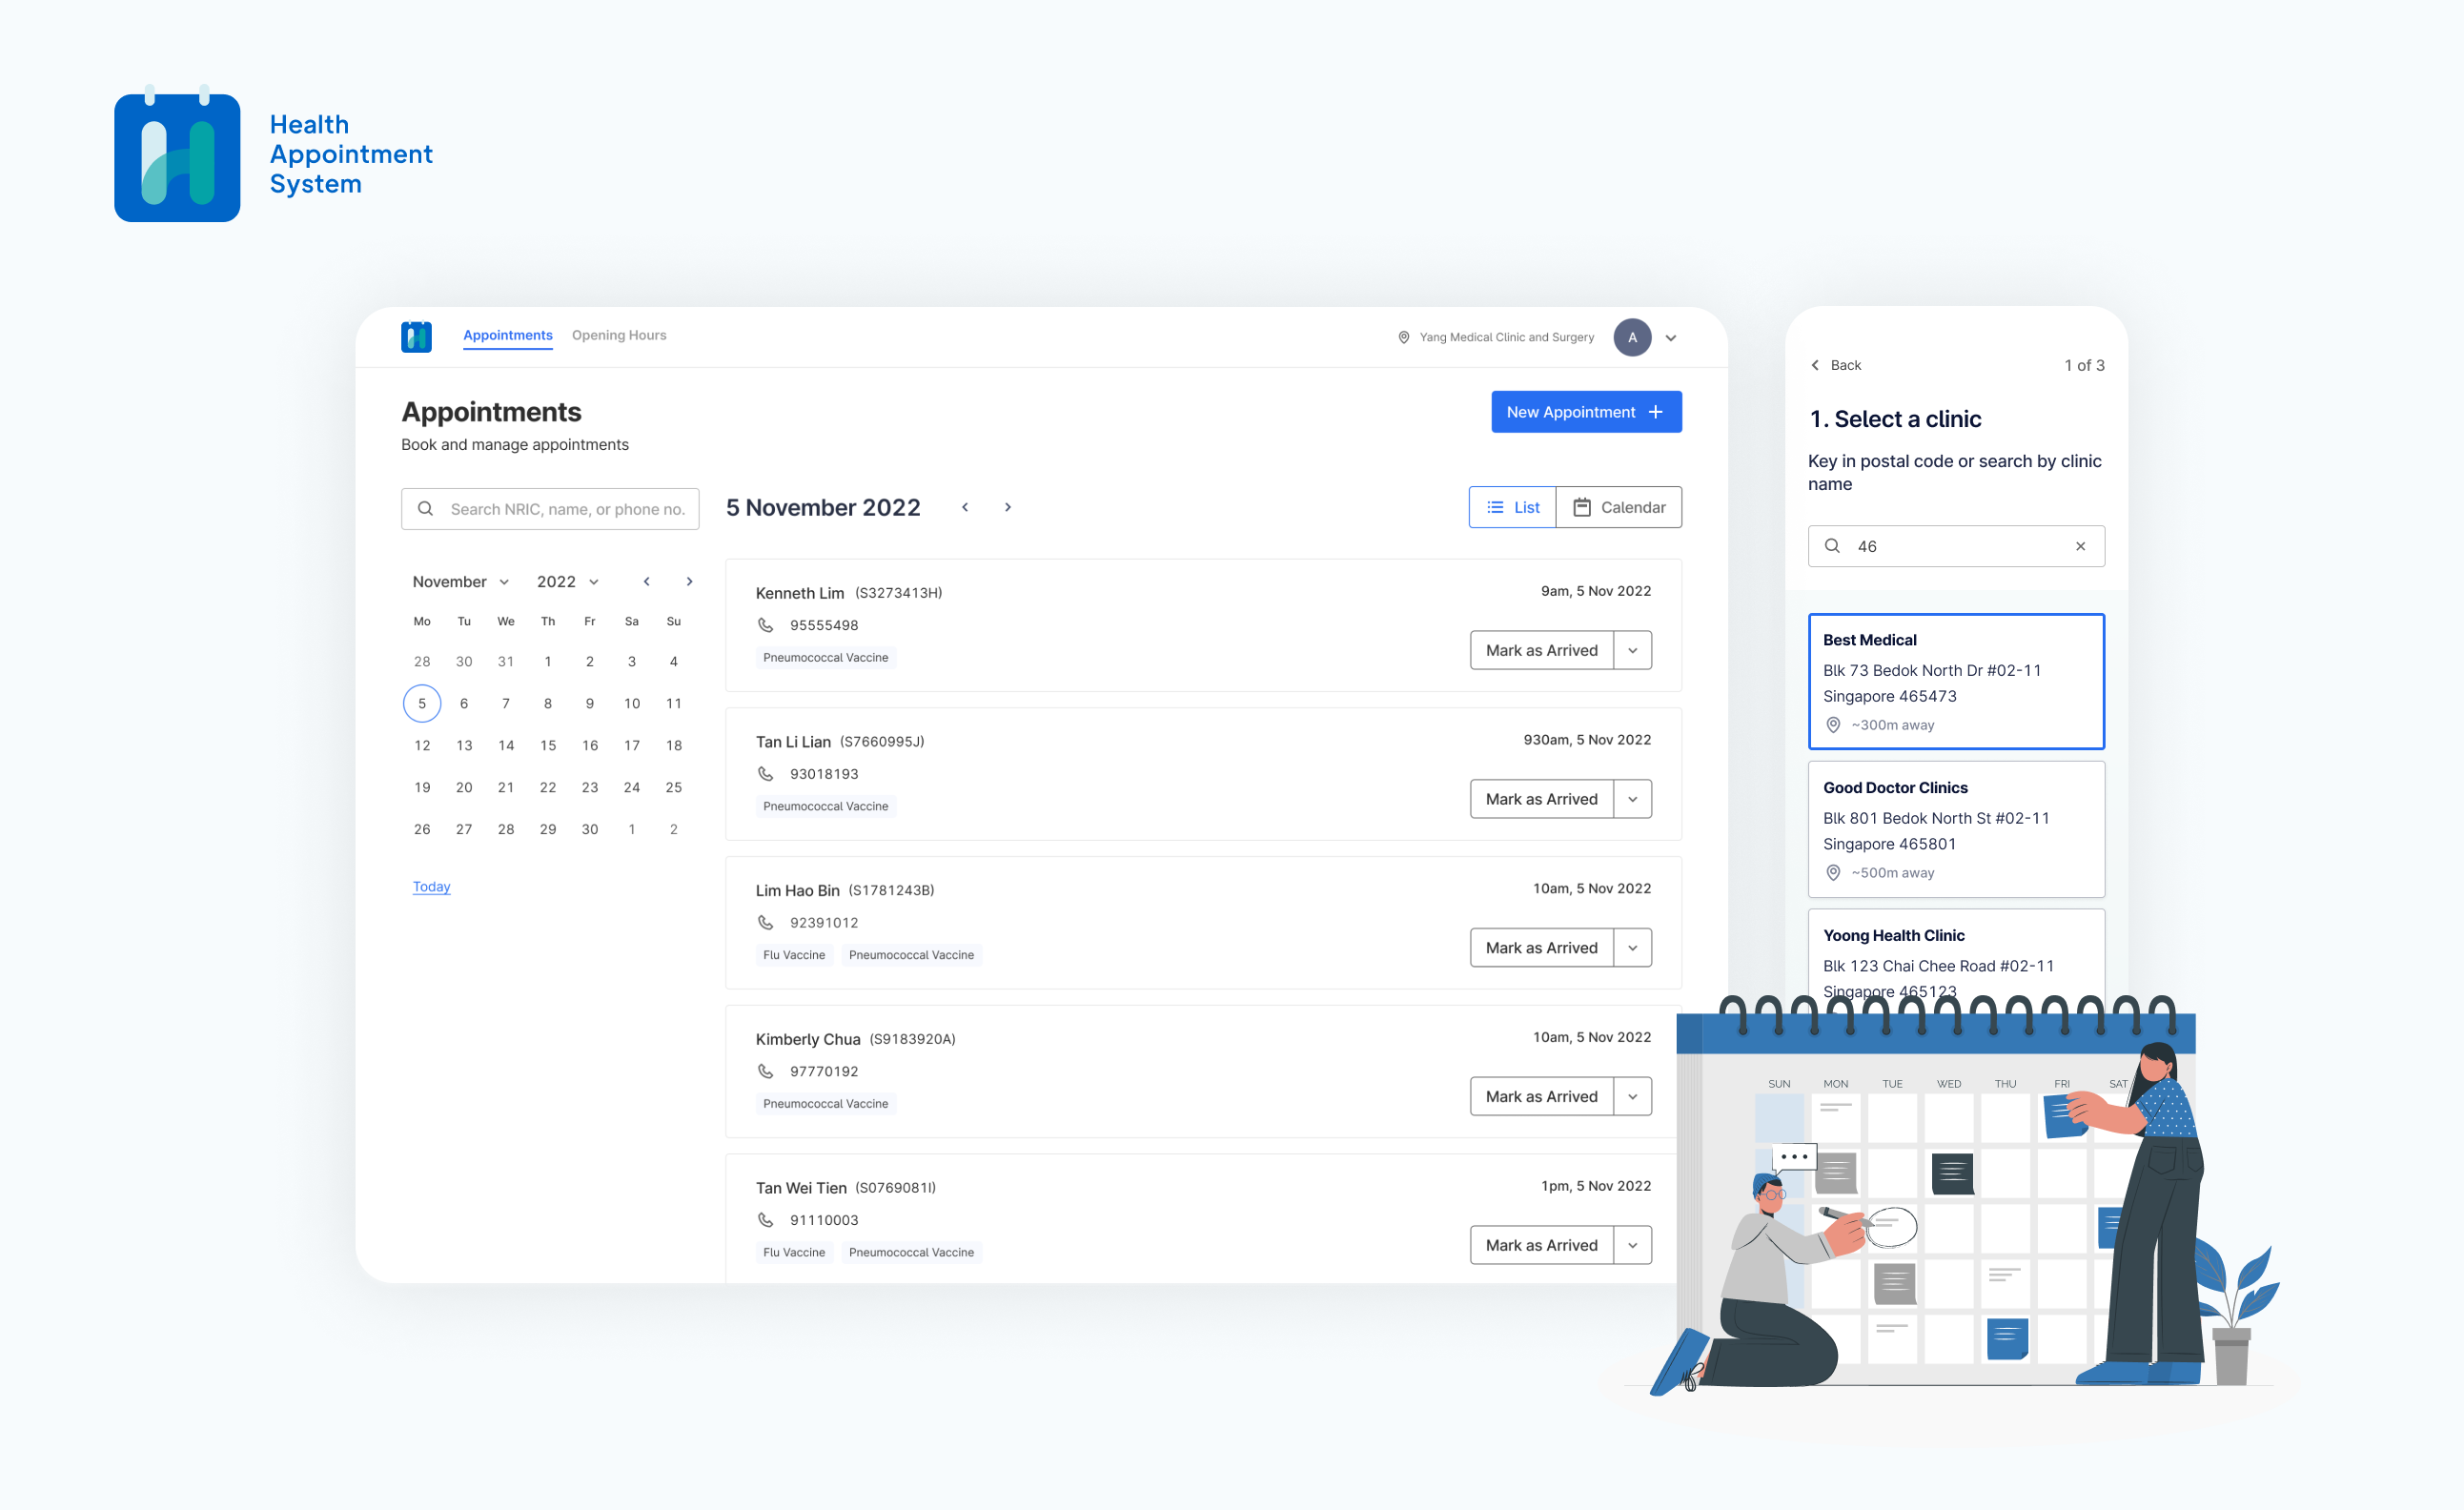 Health
Appointment
System
Appointments Opening Hours
Yang Medical Clinic and Surgery A
Appointments
New Appointment
Book and manage appointments
Search NRIC, name, or phone no.
5 November 2022
List Calendar
November 2022
Mo Tu We Th Fr Sa Su
28 30 31 1 2 3 4
5 6 7 8 9 10 11
12 13 14 15 16 17 18
19 20 21 22 23 24 25
26 27 28 29 30 1 2
Today
Kenneth Lim (S3273413H)
9am, 5 Nov 2022
95555498
Mark as Arrived
Pneumococcal Vaccine
Tan Li Lian (S7660995J)
930am, 5 Nov 2022
93018193
Mark as Arrived
Pneumococcal Vaccine
Lim Hao Bin (S1781243B)
10am, 5 Nov 2022
92391012
Mark as Arrived
Flu Vaccine Pneumococcal Vaccine
Kimberly Chua (S9183920A)
10am, 5 Nov 2022
97770192
Mark as Arrived
Pneumococcal Vaccine
Tan Wei Tien (S0769081I)
1pm, 5 Nov 2022
91110003
Mark as Arrived
Flu Vaccine Pneumococcal Vaccine
Back 1 of 3
1. Select a clinic
Key in postal code or search by clinic
name
46
Best Medical
Blk 73 Bedok North Dr #02-11
Singapore 465473
~300m away
Good Doctor Clinics
Blk 801 Bedok North St #02-11
Singapore 465801
~500m away
Yoong Health Clinic
Blk 123 Chai Chee Road #02-11
Singapore 465123
SUN MON TUE WED THU FRI SAT